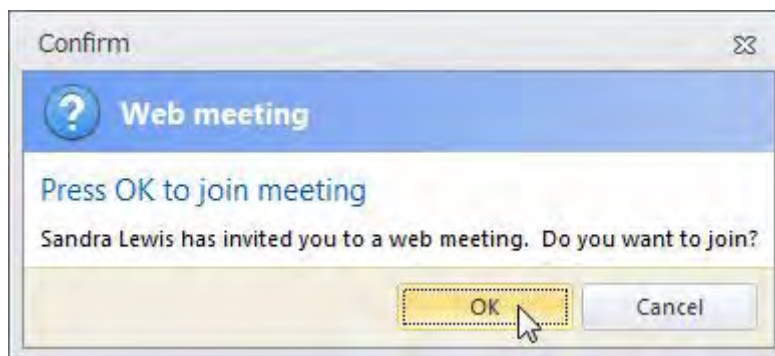 Confirm
Web meeting
Press OK to join meeting
Sandra Lewis has invited you to a web meeting.  Do you want to join?
OK
Cancel